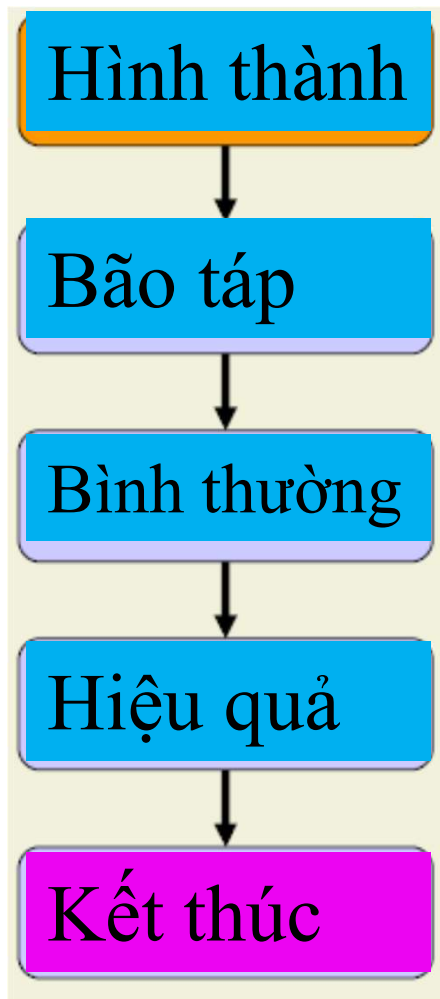 Hình thành
Bão táp
Bình thường
Hiệu quả
Kết thúc